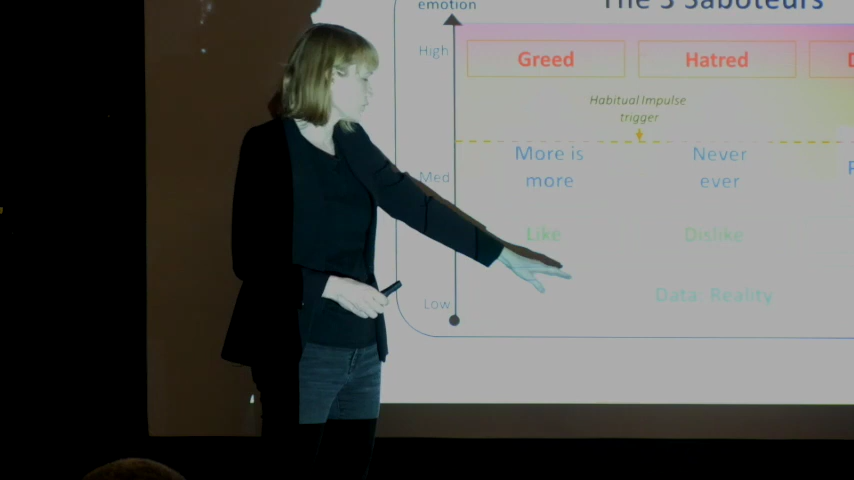 emotion
The 3 Saboteurs
High
Greed
Hatred
Habitual Impulse
trigger
More is
more
Never
ever
Med
Like
Dislike
Data: Reality
Low